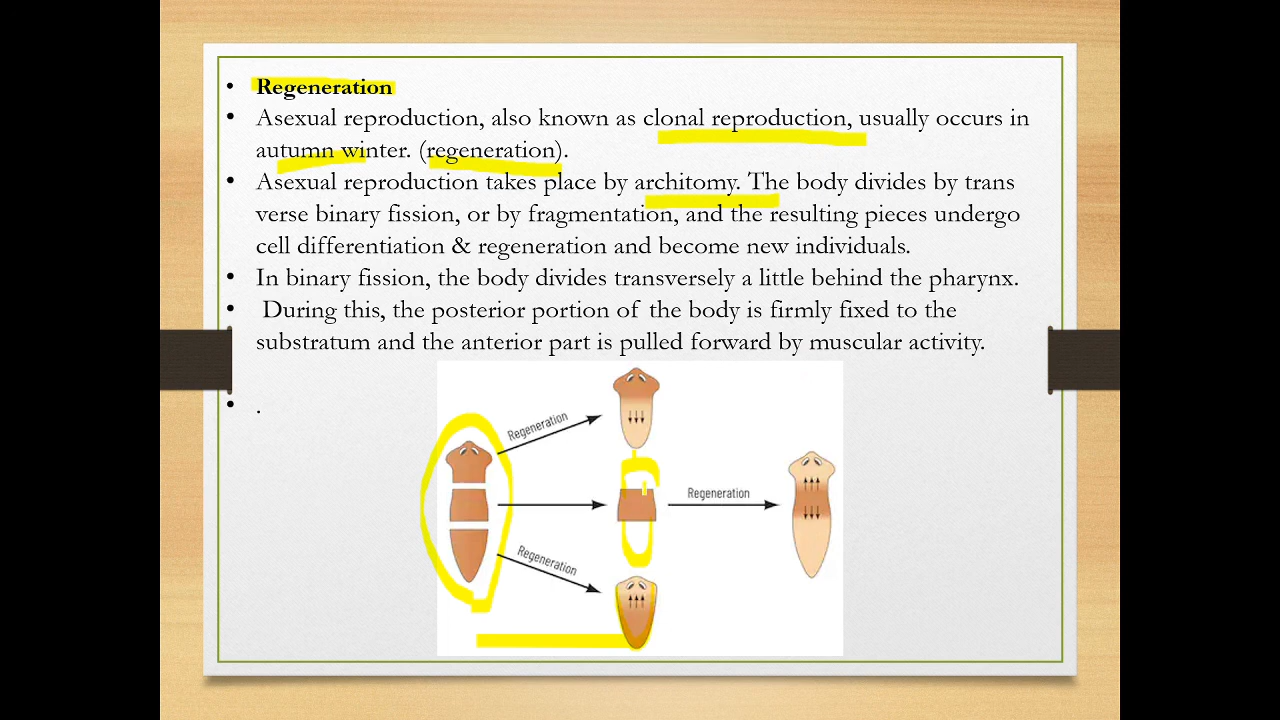 • Regeneration
• Asexual reproduction, also known as clonal reproduction, usually occurs in
autumn winter. (regeneration).
• Asexual reproduction takes place by architomy. The body divides by trans
verse binary fission, or by fragmentation, and the resulting pieces undergo
cell differentiation & regeneration and become new individuals.
• In binary fission, the body divides transversely a little behind the pharynx.
• During this, the posterior portion of the body is firmly fixed to the
substratum and the anterior part is pulled forward by muscular activity.
• .
Regeneration
Regeneration
Regeneration